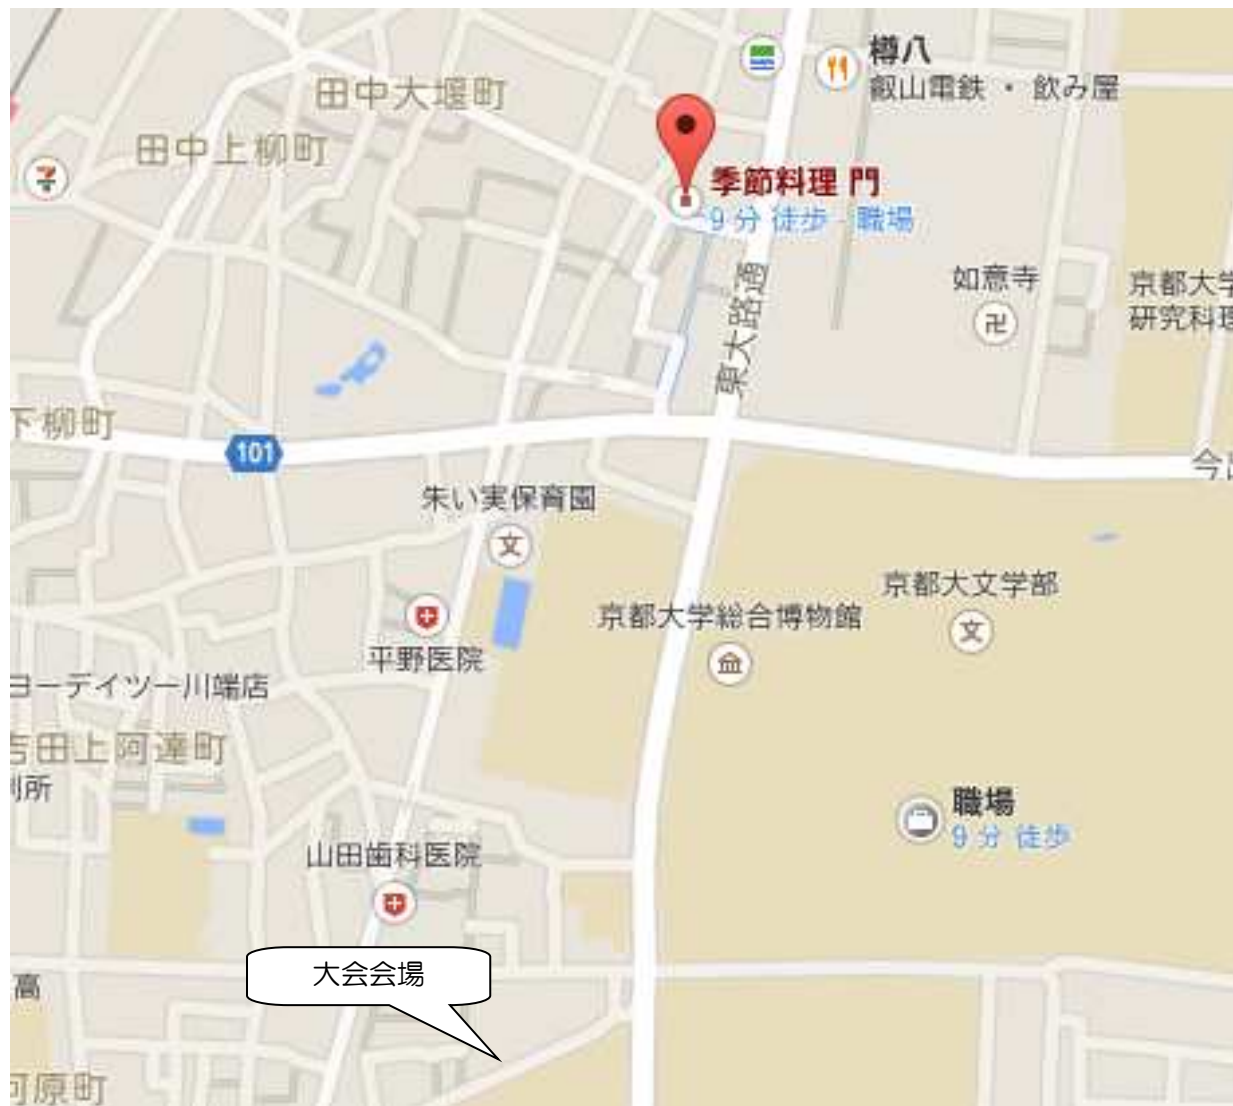 樽八
叡山電鉄 ・ 飲み屋
田中大堰町
田中上柳町
季節料理 門
9 分 徒歩 - 職場
如意寺
卍
京都大学
研究科理
東大路通
下柳町
101
今出
朱い実保育園
文
京都大学総合博物館
京都大文学部
文
平野医院
ヨーデイツー川端店
吉田上阿達町
職場
9 分 徒歩
山田歯科医院
大会会場
高
河原町